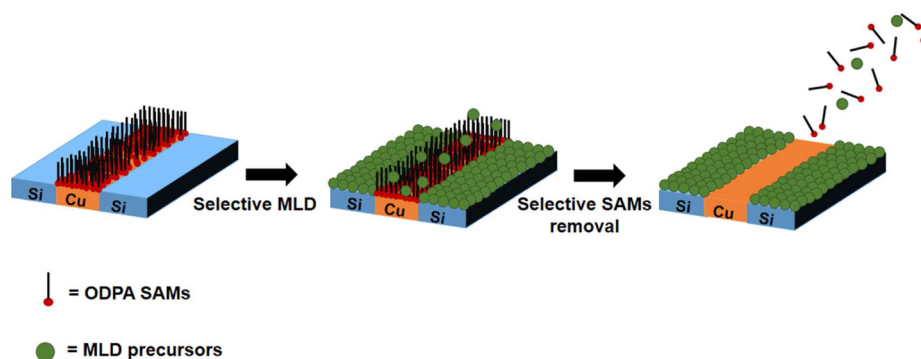 Si Cu Si
Selective MLD
Si Cu Si
Selective SAMs
removal
Si Cu Si
= ODPA SAMs
= MLD precursors